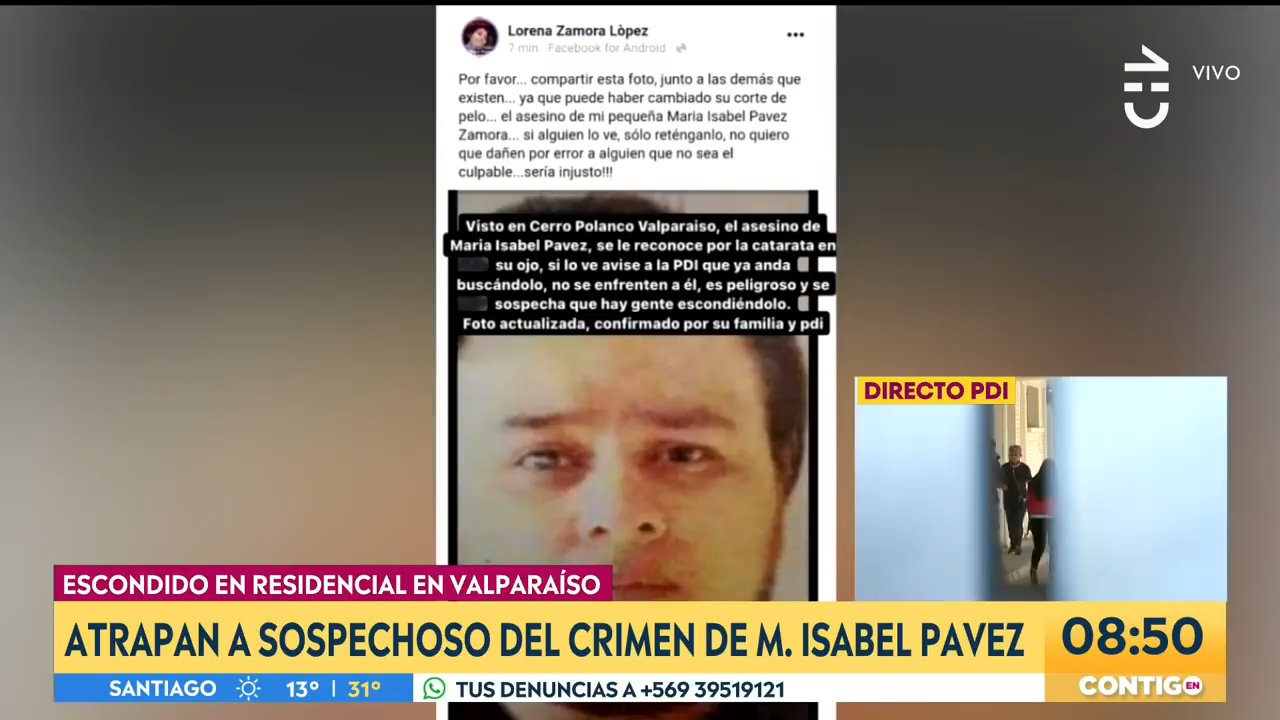 Lorena Zamora Lòpez
7 min Facebook for Android
Por favor... compartir esta foto, junto a las demás que
existen... ya que puede haber cambiado su corte de
pelo... el asesino de mi pequeña Maria Isabel Pavez
Zamora... si alguien lo ve, sólo reténganlo, no quiero
que dañen por error a alguien que no sea el
culpable...sería injusto!!!
Visto en Cerro Polanco Valparaiso, el asesino de
Maria Isabel Pavez, se le reconoce por la catarata en
su ojo, si lo ve avise a la PDI que ya anda
buscándolo, no se enfrenten a él, es peligroso y se
sospecha que hay gente escondiéndolo.
Foto actualizada, confirmado por su familia y pdi
CHV
VIVO
DIRECTO PDI
ESCONDIDO EN RESIDENCIAL EN VALPARAÍSO
ATRAPAN A SOSPECHOSO DEL CRIMEN DE M. ISABEL PAVEZ
08:50
SANTIAGO 13° | 31°
TUS DENUNCIAS A +569 39519121
CONTIGO EN